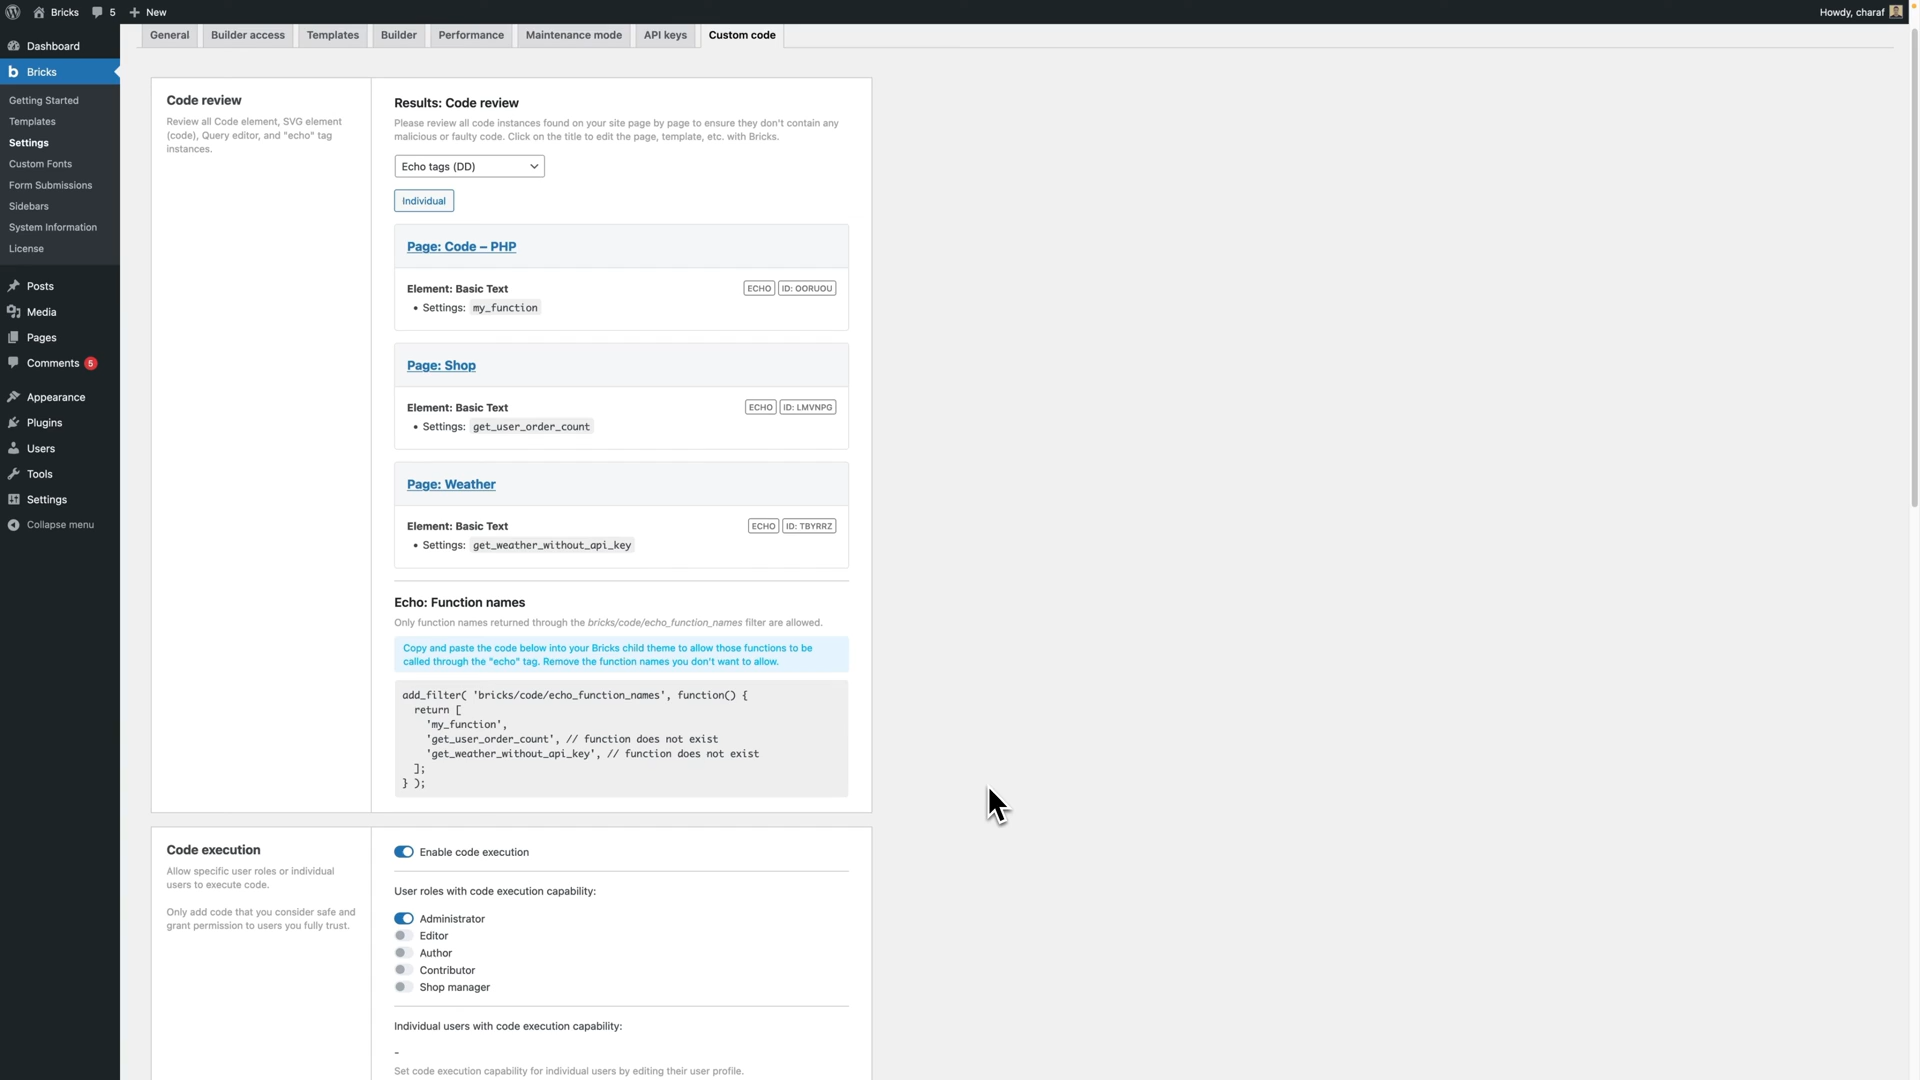 Bricks
5
New
Howdy, charaf
Dashboard
Bricks
Getting Started
Templates
Settings
Custom Fonts
Form Submissions
Sidebars
System Information
License
Posts
Media
Pages
Comments 5
Appearance
Plugins
Users
Tools
Settings
Collapse menu
General
Builder access
Templates
Builder
Performance
Maintenance mode
API keys
Custom code
Code review
Review all Code element, SVG element
(code), Query editor, and "echo" tag
instances.
Results: Code review
Please review all code instances found on your site page by page to ensure they don't contain any
malicious or faulty code. Click on the title to edit the page, template, etc. with Bricks.
Echo tags (DD)
Individual
Page: Code – PHP
Element: Basic Text
ECHO ID: OORUOU
• Settings: my_function
Page: Shop
Element: Basic Text
ECHO ID: LMVNPG
• Settings: get_user_order_count
Page: Weather
Element: Basic Text
ECHO ID: TBYRRZ
• Settings: get_weather_without_api_key
Echo: Function names
Only function names returned through the bricks/code/echo_function_names filter are allowed.
Copy and paste the code below into your Bricks child theme to allow those functions to be
called through the "echo" tag. Remove the function names you don't want to allow.
add_filter( 'bricks/code/echo_function_names', function() {
  return [
    'my_function',
    'get_user_order_count', // function does not exist
    'get_weather_without_api_key', // function does not exist
  ];
} );
Code execution
Allow specific user roles or individual
users to execute code.
Only add code that you consider safe and
grant permission to users you fully trust.
Enable code execution
User roles with code execution capability:
Administrator
Editor
Author
Contributor
Shop manager
Individual users with code execution capability:
-
Set code execution capability for individual users by editing their user profile.